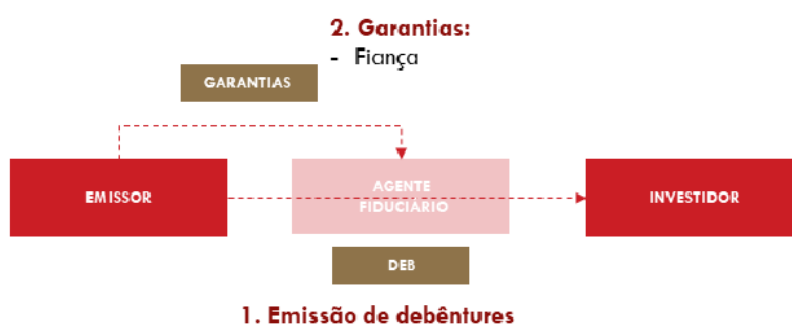 2. Garantias:
- Fiança
GARANTIAS
EMISSOR
AGENTE
FIDUCIÁRIO
INVESTIDOR
DEB
1. Emissão de debêntures